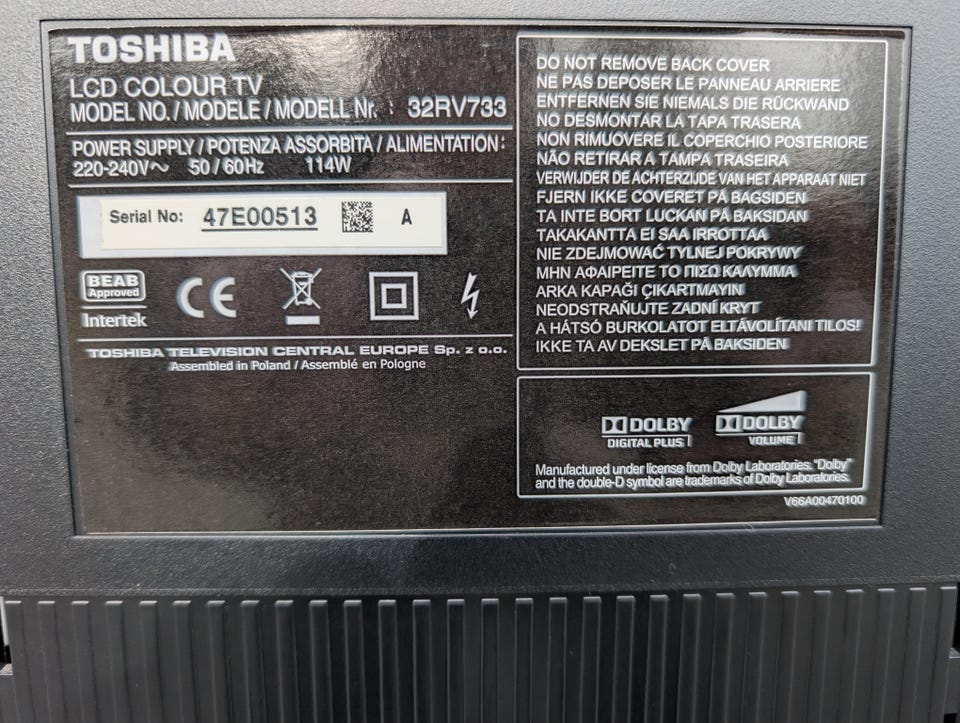 TOSHIBA
LCD COLOUR TV
MODEL NO. / MODELE / MODELL Nr. : 32RV733
POWER SUPPLY / POTENZA ASSORBITA / ALIMENTATION :
220-240V～ 50 / 60Hz 114W
Serial No: 47E00513 A
BEAB
Approved
Intertek
CE
TOSHIBA TELEVISION CENTRAL EUROPE Sp. z o.o.
Assembled in Poland / Assemblé en Pologne
DO NOT REMOVE BACK COVER
NE PAS DEPOSER LE PANNEAU ARRIERE
ENTFERNEN SIE NIEMALS DIE RÜCKWAND
NO DESMONTAR LA TAPA TRASERA
NON RIMUOVERE IL COPERCHIO POSTERIORE
NÃO RETIRAR A TAMPA TRASEIRA
VERWIJDER DE ACHTERZIJDE VAN HET APPARAAT NIET
FJERN IKKE COVERET PÅ BAGSIDEN
TA INTE BORT LUCKAN PÅ BAKSIDAN
TAKAKANTTA EI SAA IRROTTAA
NIE ZDEJMOWAĆ TYLNEJ POKRYWY
ΜΗΝ ΑΦΑΙΡΕΙΤΕ ΤΟ ΠΙΣΩ ΚΑΛΥΜΜΑ
ARKA KAPAĞI ÇIKARTMAYIN
NEODSTRAŇUJTE ZADNÍ KRYT
A HÁTSÓ BURKOLATOT ELTÁVOLÍTANI TILOS!
IKKE TA AV DEKSLET PÅ BAKSIDEN
DOLBY
DIGITAL PLUS
DOLBY
VOLUME
Manufactured under license from Dolby Laboratories. "Dolby"
and the double-D symbol are trademarks of Dolby Laboratories.
V66A00470100